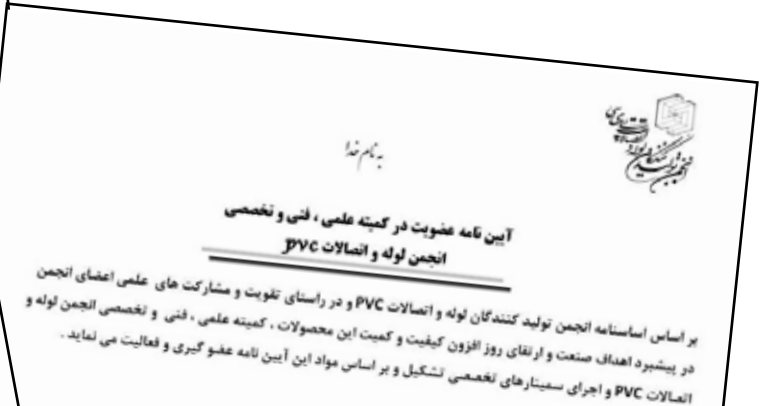 به نام خدا
آیین نامه عضویت در کمیته علمی ، فنی و تخصصی
انجمن لوله و اتصالات pvc
بر اساس اساسنامه انجمن تولید کنندگان لوله و اتصالات PVC و در راستای تقویت و مشارکت های علمی اعضای انجمن
در پیشبرد اهداف صنعت و ارتقای روز افزون کیفیت و کمیت این محصولات ، کمیته علمی ، فنی و تخصصی انجمن لوله و
اتصالات PVC و اجرای سمینارهای تخصصی تشکیل و بر اساس مواد این آیین نامه عضو گیری و فعالیت می نماید .